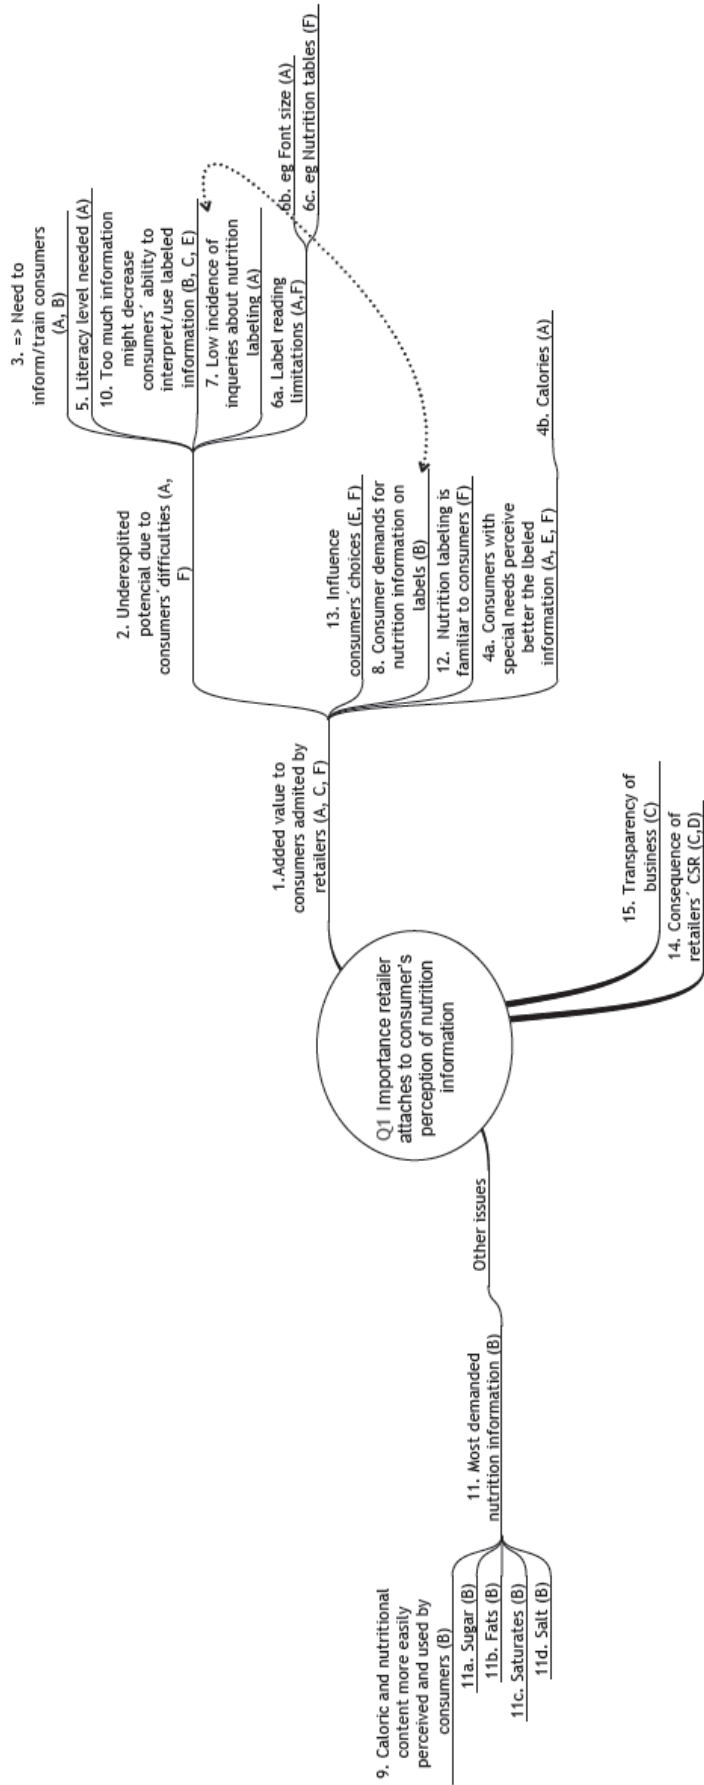 3. => Need to
inform/train consumers
(A, B)
5. Literacy level needed (A)
10. Too much information
might decrease
consumers´ ability to
interpret/use labeled
information (B, C, E)
7. Low incidence of
inqueries about nutrition
labeling (A)
6a. Label reading
limitations (A,F)
6b. eg Font size (A)
6c. eg Nutrition tables (F)
2. Underexplited
potencial due to
consumers´difficulties (A,
F)
13. Influence
consumers´choices (E, F)
8. Consumer demands for
nutrition information on
labels (B)
12. Nutrition labeling is
familiar to consumers (F)
4a. Consumers with
special needs perceive
better the lbeled
information (A, E, F)
4b. Calories (A)
1.Added value to
consumers admited by
retailers (A, C, F)
15. Transparency of
business (C)
14. Consequence of
retailers´ CSR (C,D)
Q1 Importance retailer
attaches to consumer's
perception of nutrition
information
Other issues
11. Most demanded
nutrition information (B)
9. Caloric and nutritional
content more easily
perceived and used by
consumers (B)
11a. Sugar (B)
11b. Fats (B)
11c. Saturates (B)
11d. Salt (B)